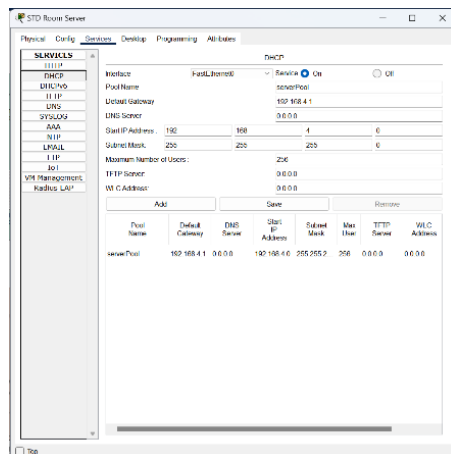 STD Room Server
Physical Config Services Desktop Programming Attributes
SERVICES
HTTP
DHCP
DHCPv6
TFTP
DNS
SYSLOG
AAA
NTP
EMAIL
FTP
IoT
VM Management
Radius EAP
DHCP
Interface FastEthernet0 Service On Off
Pool Name serverPool
Default Gateway 192.168.4.1
DNS Server 0.0.0.0
Start IP Address : 192 168 4 0
Subnet Mask: 255 255 255 0
Maximum Number of Users : 256
TFTP Server: 0.0.0.0
WLC Address: 0.0.0.0
Add Save Remove
Pool Name Default Gateway DNS Server Start IP Address Subnet Mask Max User TFTP Server WLC Address
serverPool 192.168.4.1 0.0.0.0 192.168.4.0 255.255.2... 256 0.0.0.0 0.0.0.0
Top